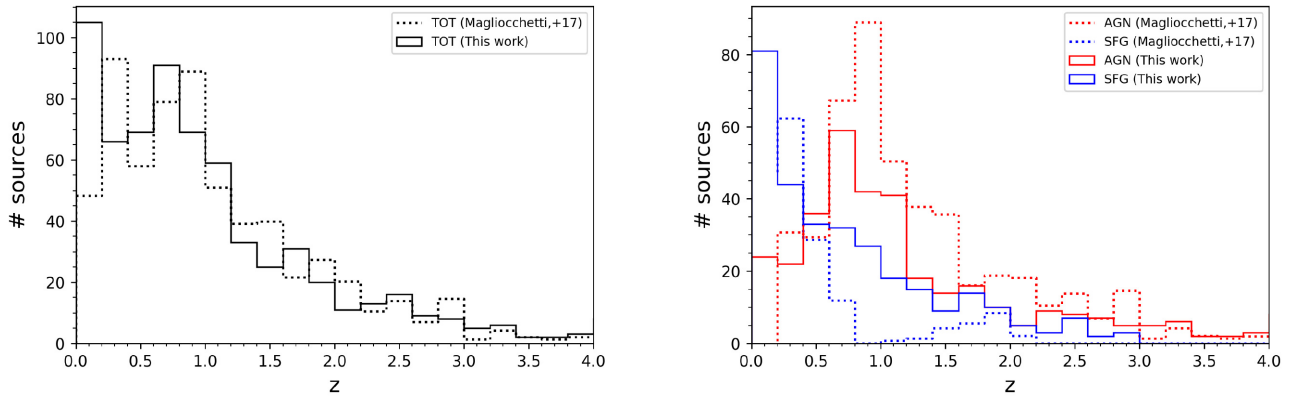 TOT (Magliocchetti,+17)
TOT (This work)
# sources
100
80
60
40
20
0
0.0 0.5 1.0 1.5 2.0 2.5 3.0 3.5 4.0
z
AGN (Magliocchetti,+17)
SFG (Magliocchetti,+17)
AGN (This work)
SFG (This work)
# sources
80
60
40
20
0
0.0 0.5 1.0 1.5 2.0 2.5 3.0 3.5 4.0
z